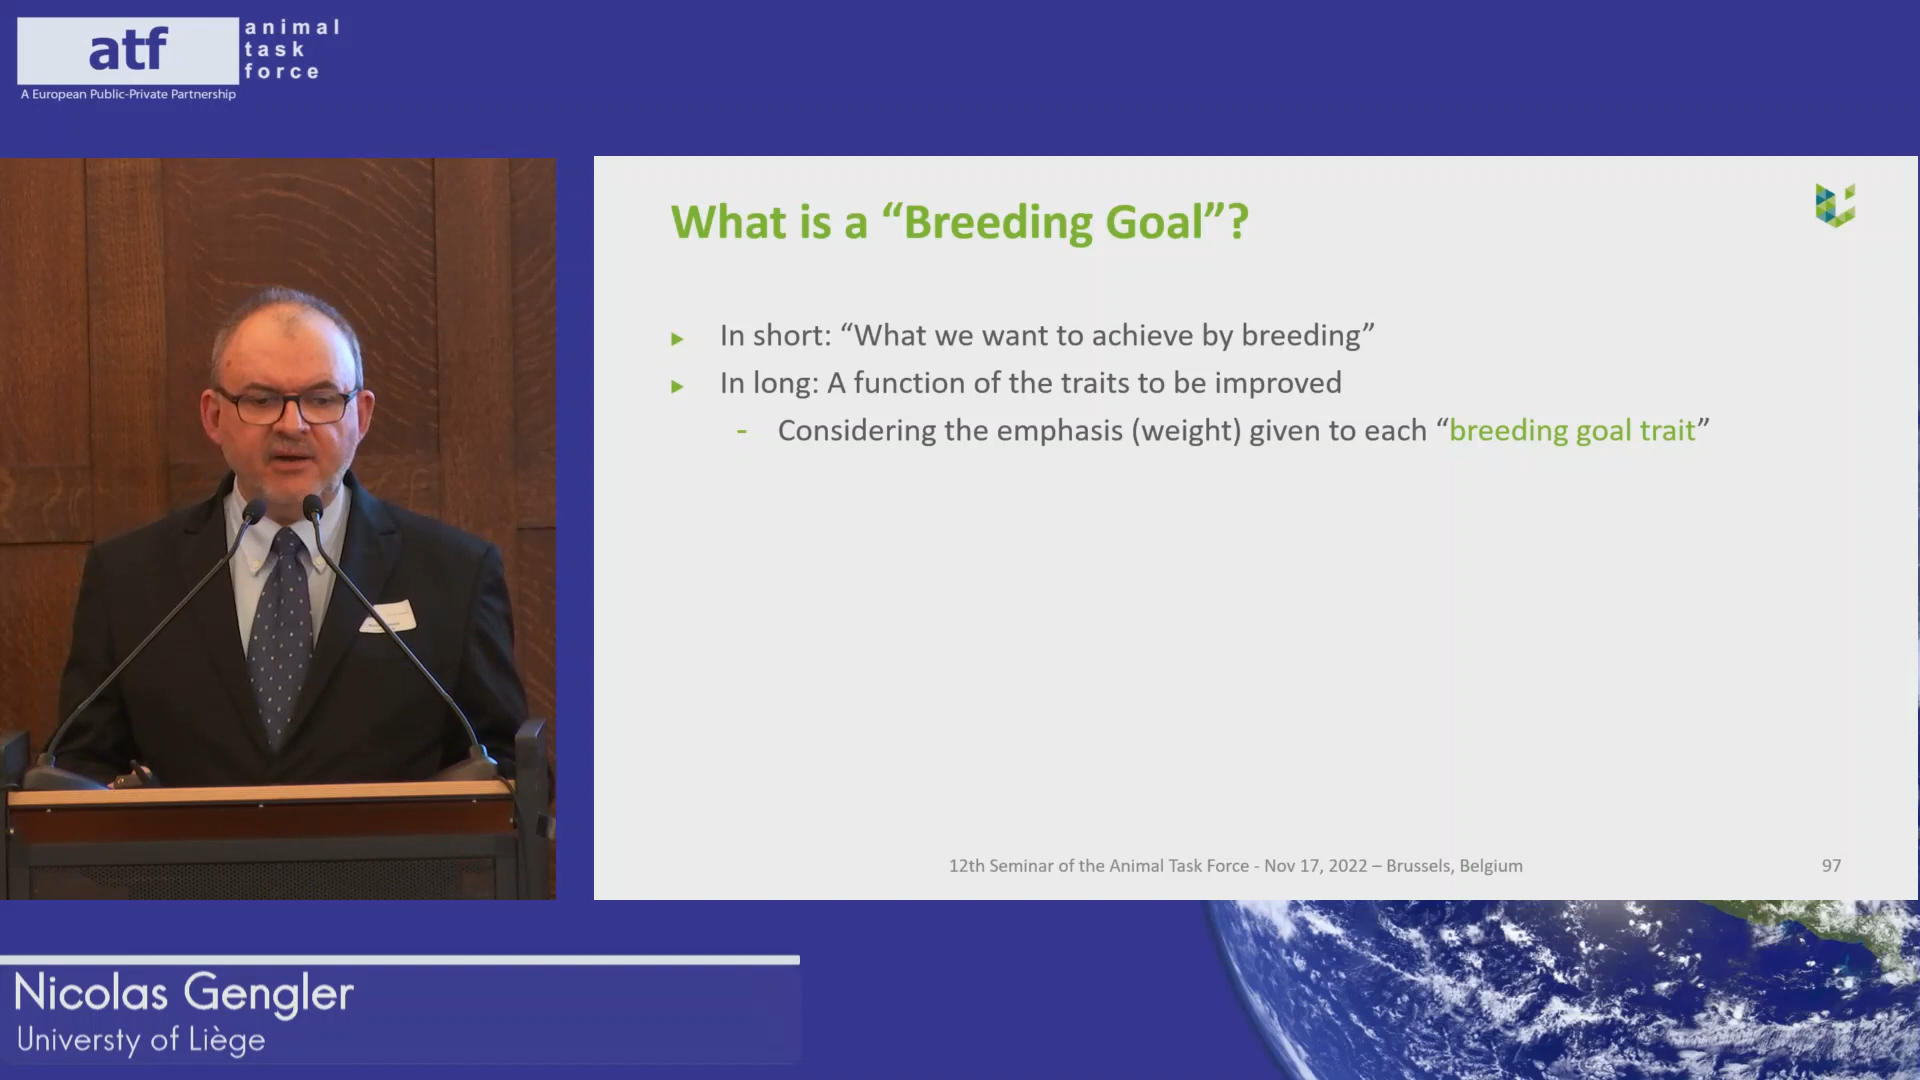 atf
animal
task
force
A European Public-Private Partnership
What is a “Breeding Goal”?
In short: “What we want to achieve by breeding”
In long: A function of the traits to be improved
- Considering the emphasis (weight) given to each “breeding goal trait”
12th Seminar of the Animal Task Force - Nov 17, 2022 – Brussels, Belgium
97
Nicolas Gengler
Universty of Liège